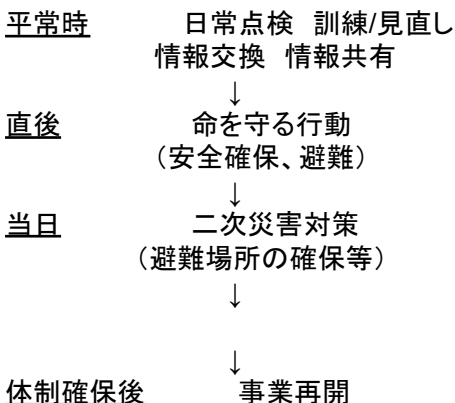 平常時 日常点検 訓練/見直し
情報交換 情報共有
↓
直後 命を守る行動
（安全確保、避難）
↓
当日 二次災害対策
（避難場所の確保等）
↓
↓
体制確保後 事業再開